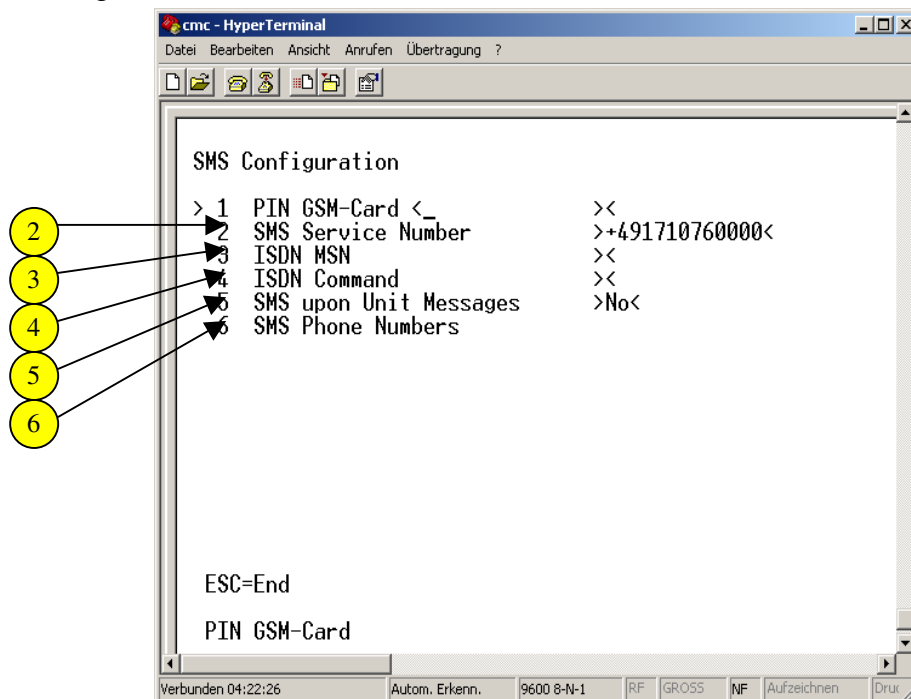 cmc - HyperTerminal
Datei Bearbeiten Ansicht Anrufen Übertragung ?
SMS Configuration
> 1 PIN GSM-Card <_ ><
2 SMS Service Number >+491710760000<
3 ISDN MSN ><
4 ISDN Command ><
5 SMS upon Unit Messages >No<
6 SMS Phone Numbers
2
3
4
5
6
ESC=End
PIN GSM-Card
Verbunden 04:22:26 Autom. Erkenn. 9600 8-N-1 RF GROSS NF Aufzeichnen Druc